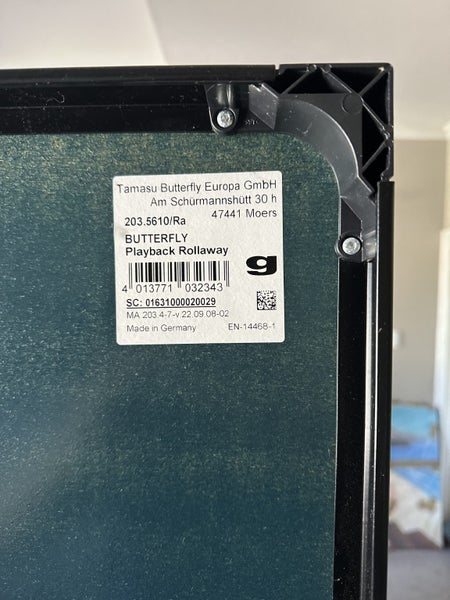 Tamasu Butterfly Europa GmbH
Am Schürmannshütt 30 h
47441 Moers
203.5610/Ra
BUTTERFLY
Playback Rollaway
g
4 013771 032343
SC: 01631000020029
MA 203.4-7-v.22.09.08-02
Made in Germany
EN-14468-1